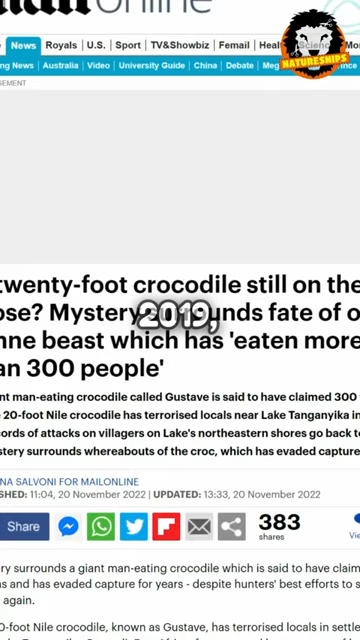 Online
News Royals U.S. Sport TV&Showbiz Femail Heal Science Mo
ng News Australia Video University Guide China Debate Meg nce
SEMENT
NATURESHIPS
twenty-foot crocodile still on the
ose? Mystery unds fate of o
2019,
nne beast which has 'eaten more
an 300 people'
nt man-eating crocodile called Gustave is said to have claimed 300
20-foot Nile crocodile has terrorised locals near Lake Tanganyika in
cords of attacks on villagers on Lake's northeastern shores go back to
stery surrounds whereabouts of the croc, which has evaded capture
NA SALVONI FOR MAILONLINE
SHED: 11:04, 20 November 2022 | UPDATED: 13:33, 20 November 2022
Share 383
shares Vie
ry surrounds a giant man-eating crocodile which is said to have claim
s and has evaded capture for years - despite hunters' best efforts to s
again.
0-foot Nile crocodile, known as Gustave, has terrorised locals in settle